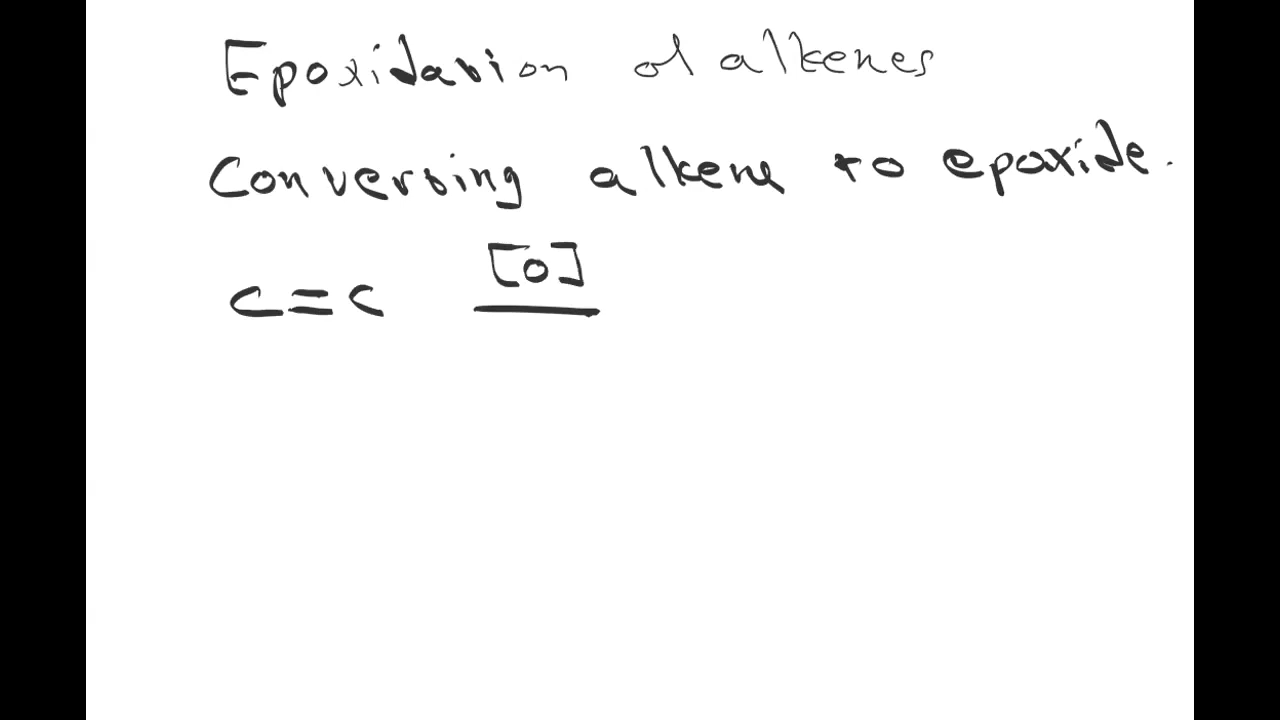 Epoxidation of alkenes
Converting alkene to epoxide.
[O]
C=C